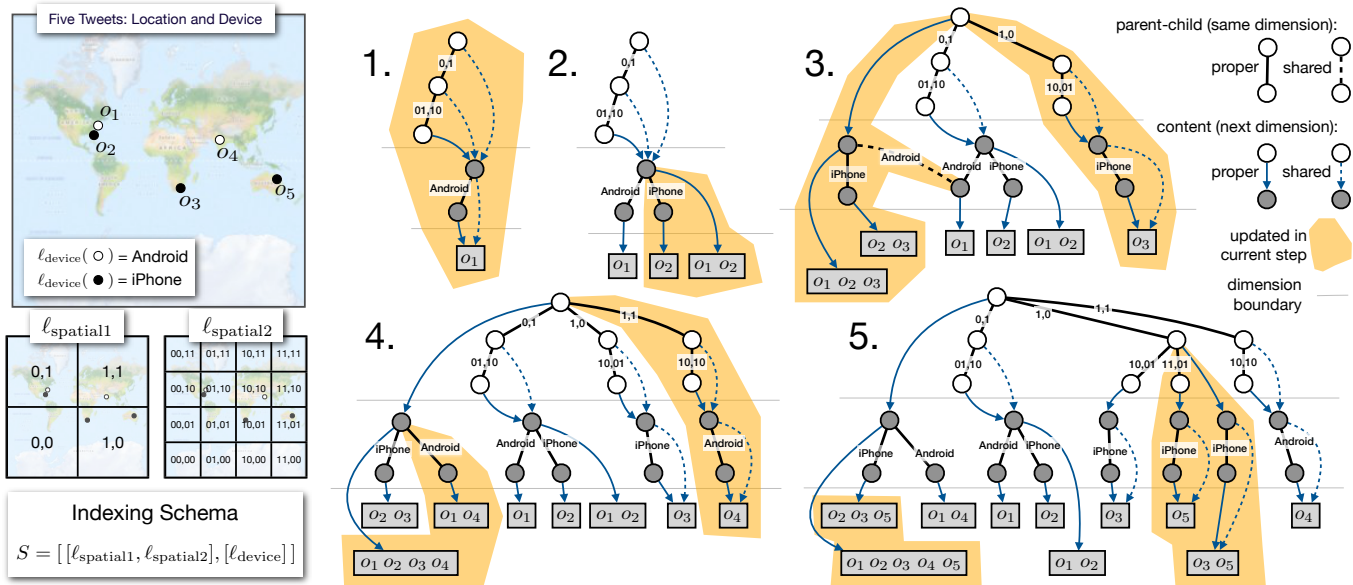 Five Tweets: Location and Device
o1
o2
o3
o4
o5
ℓdevice( ) = Android
ℓdevice( ) = iPhone
ℓspatial1
0,1
1,1
0,0
1,0
ℓspatial2
00,11 01,11 10,11 11,11
00,10 01,10 10,10 11,10
00,01 01,01 10,01 11,01
00,00 01,00 10,00 11,00
Indexing Schema
S = [ [ℓspatial1, ℓspatial2], [ℓdevice] ]
1.
0,1
01,10
Android
o1
2.
0,1
01,10
Android
iPhone
o1
o2
o1 o2
3.
0,1
1,0
01,10
10,01
Android
iPhone
Android
iPhone
iPhone
o2 o3
o1
o2
o1 o2
o3
o1 o2 o3
parent-child (same dimension):
proper
shared
content (next dimension):
proper
shared
updated in
current step
dimension
boundary
4.
0,1
1,0
1,1
01,10
10,01
10,10
iPhone
Android
Android
iPhone
iPhone
Android
o2 o3
o1 o4
o1
o2
o1 o2
o3
o4
o1 o2 o3 o4
5.
0,1
1,0
1,1
01,10
10,01
11,01
10,10
iPhone
Android
Android
iPhone
iPhone
iPhone
iPhone
Android
o2 o3 o5
o1 o4
o1
o2
o3
o5
o4
o1 o2 o3 o4 o5
o1 o2
o3 o5